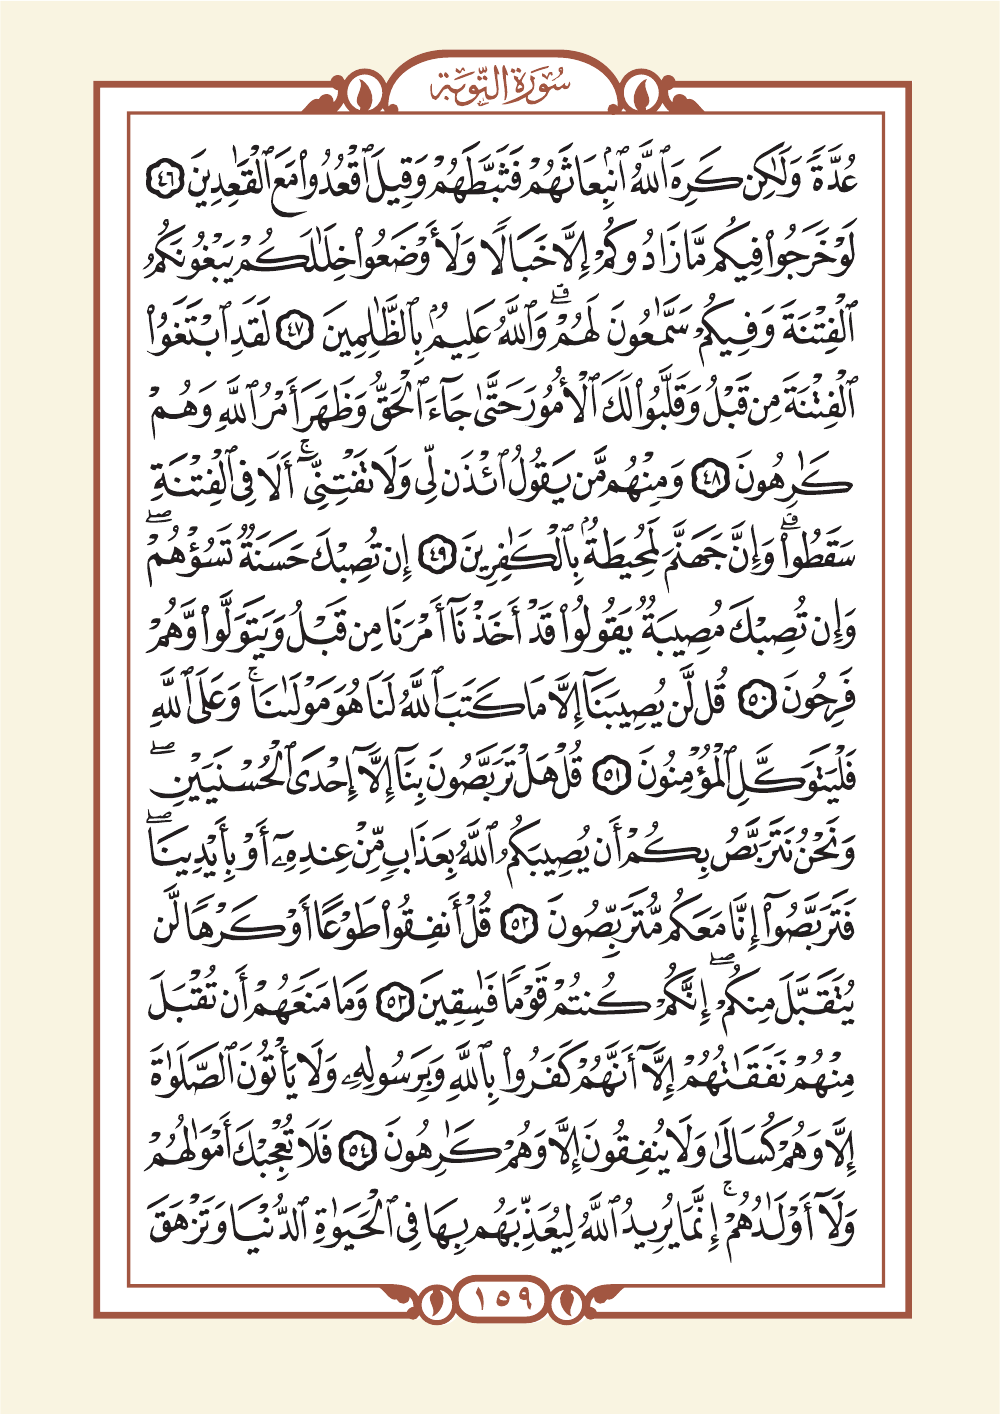 سُورَةُ التَّوبَة
عُدَّةً وَلَٰكِن كَرِهَ ٱللَّهُ ٱنۢبِعَاثَهُمْ فَثَبَّطَهُمْ وَقِيلَ ٱقْعُدُوا۟ مَعَ ٱلْقَٰعِدِينَ ٤٦
لَوْ خَرَجُوا۟ فِيكُم مَّا زَادُوكُمْ إِلَّا خَبَالًا وَلَأَوْضَعُوا۟ خِلَٰلَكُمْ يَبْغُونَكُمُ
ٱلْفِتْنَةَ وَفِيكُمْ سَمَّٰعُونَ لَهُمْ ۗ وَٱللَّهُ عَلِيمٌۢ بِٱلظَّٰلِمِينَ ٤٧ لَقَدِ ٱبْتَغَوُا۟
ٱلْفِتْنَةَ مِن قَبْلُ وَقَلَّبُوا۟ لَكَ ٱلْأُمُورَ حَتَّىٰ جَآءَ ٱلْحَقُّ وَظَهَرَ أَمْرُ ٱللَّهِ وَهُمْ
كَٰرِهُونَ ٤٨ وَمِنْهُم مَّن يَقُولُ ٱئْذَن لِّى وَلَا تَفْتِنِّىٓ ۚ أَلَا فِى ٱلْفِتْنَةِ
سَقَطُوا۟ ۗ وَإِنَّ جَهَنَّمَ لَمُحِيطَةٌۢ بِٱلْكَٰفِرِينَ ٤٩ إِن تُصِبْكَ حَسَنَةٌ تَسُؤْهُمْ ۖ
وَإِن تُصِبْكَ مُصِيبَةٌ يَقُولُوا۟ قَدْ أَخَذْنَآ أَمْرَنَا مِن قَبْلُ وَيَتَوَلَّوا۟ وَّهُمْ
فَرِحُونَ ٥٠ قُل لَّن يُصِيبَنَآ إِلَّا مَا كَتَبَ ٱللَّهُ لَنَا هُوَ مَوْلَىٰنَا ۚ وَعَلَى ٱللَّهِ
فَلْيَتَوَكَّلِ ٱلْمُؤْمِنُونَ ٥١ قُلْ هَلْ تَرَبَّصُونَ بِنَآ إِلَّآ إِحْدَى ٱلْحُسْنَيَيْنِ ۖ
وَنَحْنُ نَتَرَبَّصُ بِكُمْ أَن يُصِيبَكُمُ ٱللَّهُ بِعَذَابٍ مِّنْ عِندِهِۦٓ أَوْ بِأَيْدِينَا ۖ
فَتَرَبَّصُوٓا۟ إِنَّا مَعَكُم مُّتَرَبِّصُونَ ٥٢ قُلْ أَنفِقُوا۟ طَوْعًا أَوْ كَرْهًا لَّن
يُتَقَبَّلَ مِنكُمْ ۖ إِنَّكُمْ كُنتُمْ قَوْمًا فَٰسِقِينَ ٥٣ وَمَا مَنَعَهُمْ أَن تُقْبَلَ
مِنْهُمْ نَفَقَٰتُهُمْ إِلَّآ أَنَّهُمْ كَفَرُوا۟ بِٱللَّهِ وَبِرَسُولِهِۦ وَلَا يَأْتُونَ ٱلصَّلَوٰةَ
إِلَّا وَهُمْ كُسَالَىٰ وَلَا يُنفِقُونَ إِلَّا وَهُمْ كَٰرِهُونَ ٥٤ فَلَا تُعْجِبْكَ أَمْوَٰلُهُمْ
وَلَآ أَوْلَٰدُهُمْ ۚ إِنَّمَا يُرِيدُ ٱللَّهُ لِيُعَذِّبَهُم بِهَا فِى ٱلْحَيَوٰةِ ٱلدُّنْيَا وَتَزْهَقَ
١٥٩